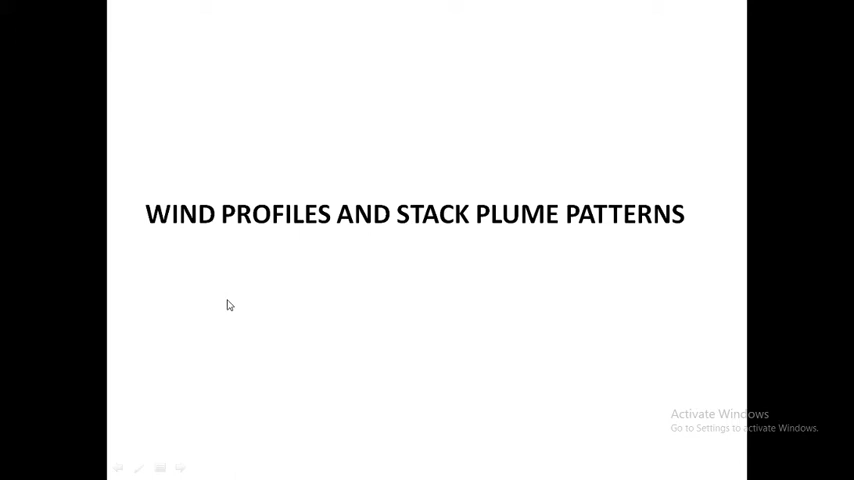 WIND PROFILES AND STACK PLUME PATTERNS
Activate Windows
Go to Settings to activate Windows.